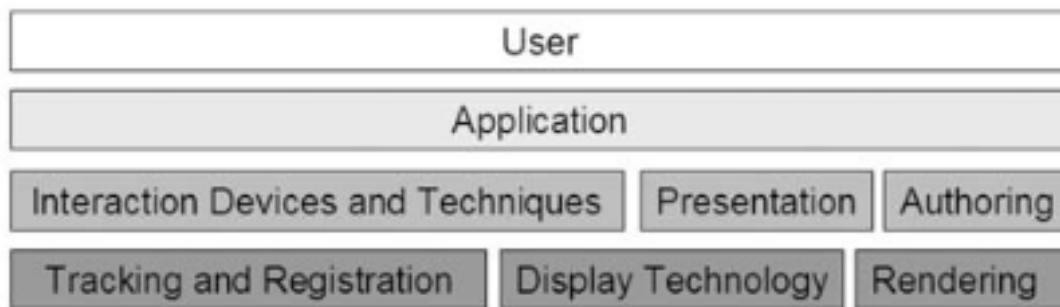 User
Application
Interaction Devices and Techniques Presentation Authoring
Tracking and Registration Display Technology Rendering